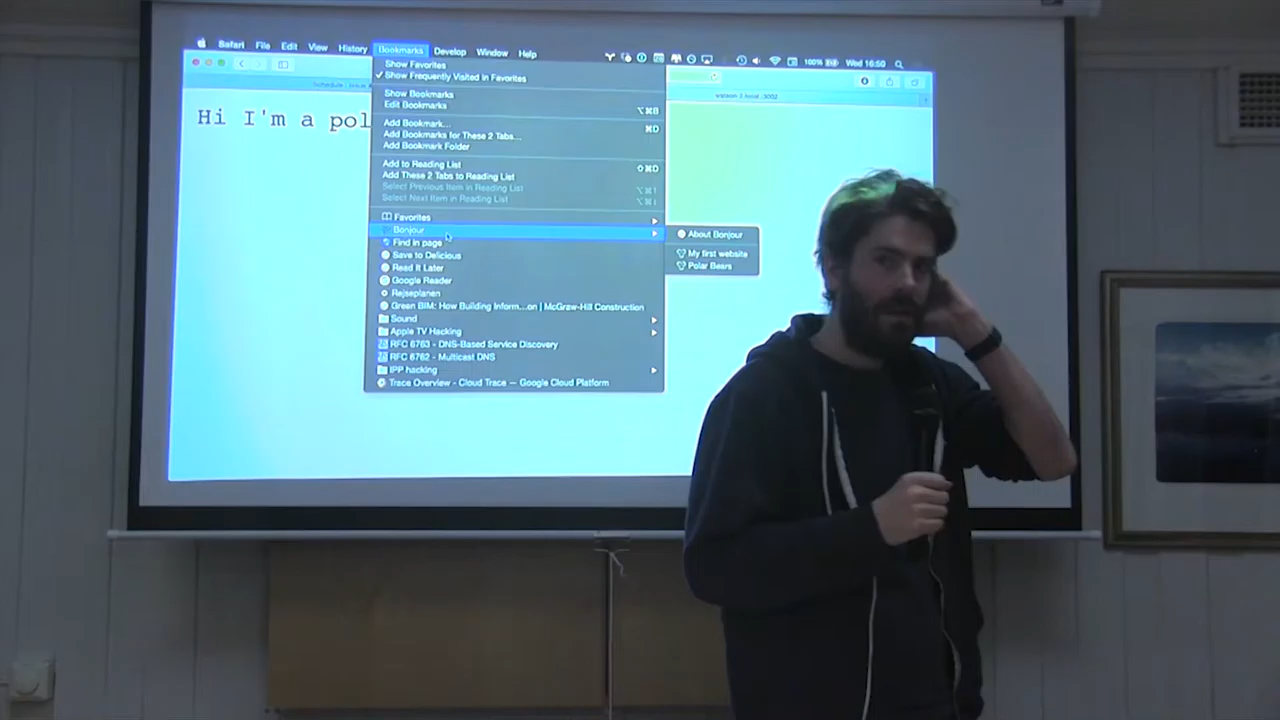 Safari File Edit View History Bookmarks Develop Window Help 100% Wed 16:50
Show Favorites
✓ Show Frequently Visited in Favorites
Show Bookmarks
Edit Bookmarks ⌥⌘B
Add Bookmark... ⌘D
Add Bookmarks for These 2 Tabs...
Add Bookmark Folder
Add to Reading List ⇧⌘D
Add These 2 Tabs to Reading List
Select Previous Item in Reading List ⌥⌘↑
Select Next Item in Reading List ⌥⌘↓
Favorites
Bonjour
Find in page
Save to Delicious
Read It Later
Google Reader
Rejseplanen
Green BIM: How Building Inform...on | McGraw-Hill Construction
Sound
Apple TV Hacking
RFC 6763 - DNS-Based Service Discovery
RFC 6762 - Multicast DNS
IPP hacking
Trace Overview - Cloud Trace — Google Cloud Platform
About Bonjour
My first website
Polar Bears
Hi I'm a pol